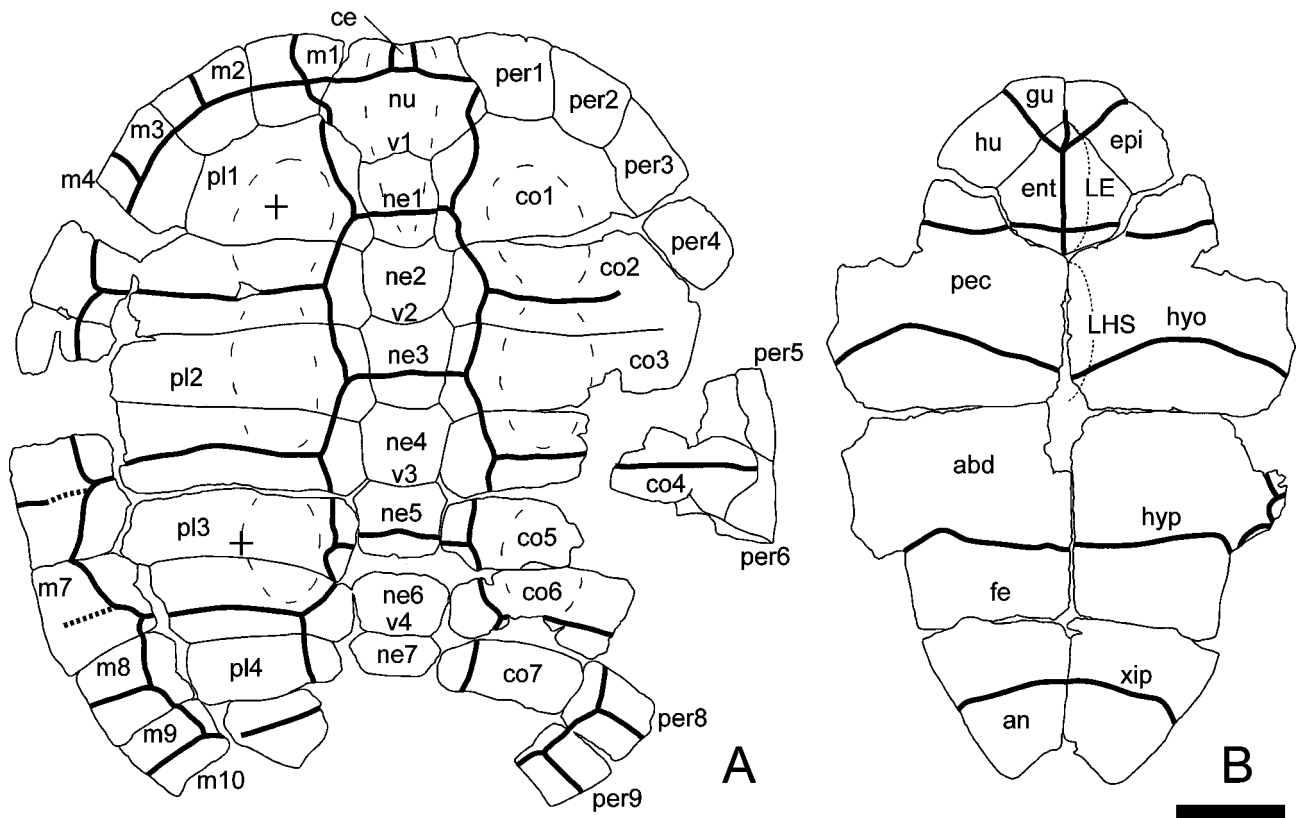 ce
m1
m2
m3
m4
nu
v1
per1
per2
per3
per4
pl1
ne1
co1
ne2
v2
co2
ne3
co3
pl2
ne4
v3
per5
co4
per6
pl3
ne5
co5
m7
ne6
v4
co6
m8
pl4
ne7
co7
m9
m10
per8
per9
A
gu
hu
epi
ent
LE
pec
LHS
hyo
abd
hyp
fe
xip
an
B